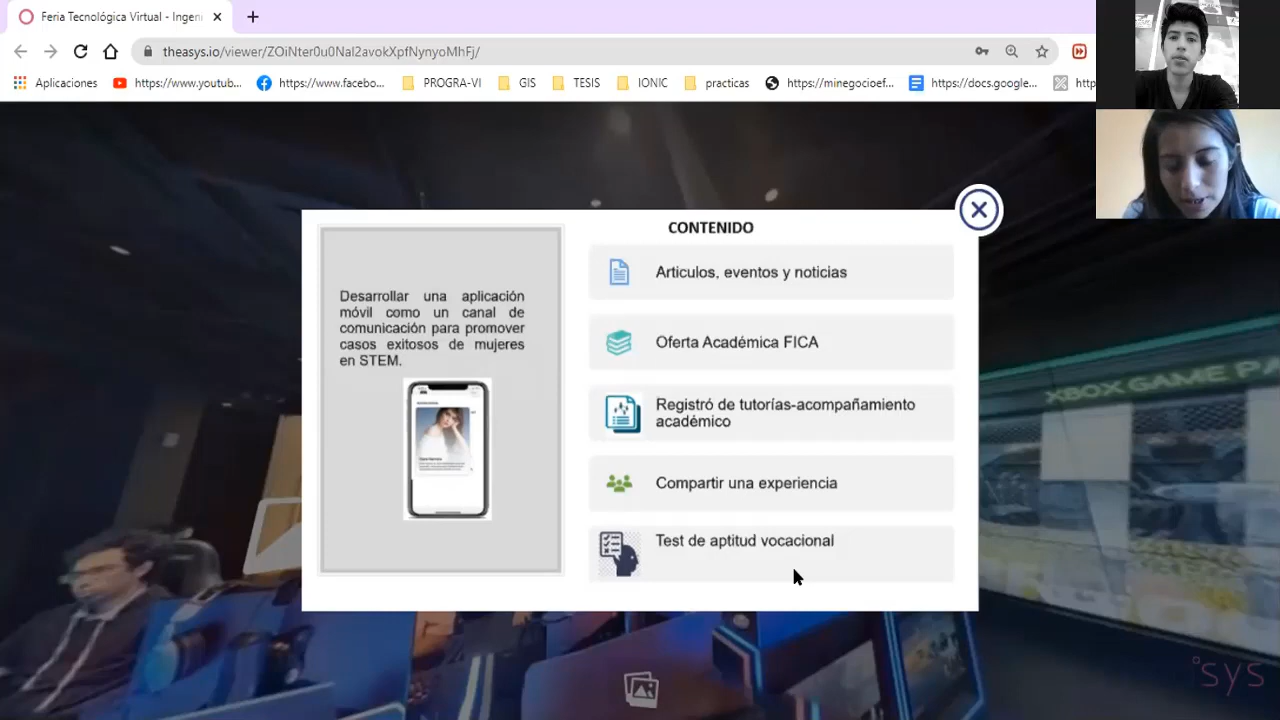 Feria Tecnológica Virtual - Ingeni
theasys.io/viewer/ZOiNter0u0NaI2avokXpfNynyoMhFj/
Aplicaciones
https://www.youtub...
https://www.facebo...
PROGRA-VI
GIS
TESIS
IONIC
practicas
https://minegocioef...
https://docs.google...
http
CONTENIDO
Desarrollar una aplicación
móvil como un canal de
comunicación para promover
casos exitosos de mujeres
en STEM.
Articulos, eventos y noticias
Oferta Académica FICA
Registró de tutorías-acompañamiento
académico
Compartir una experiencia
Test de aptitud vocacional
XBOX GAME PA
sys